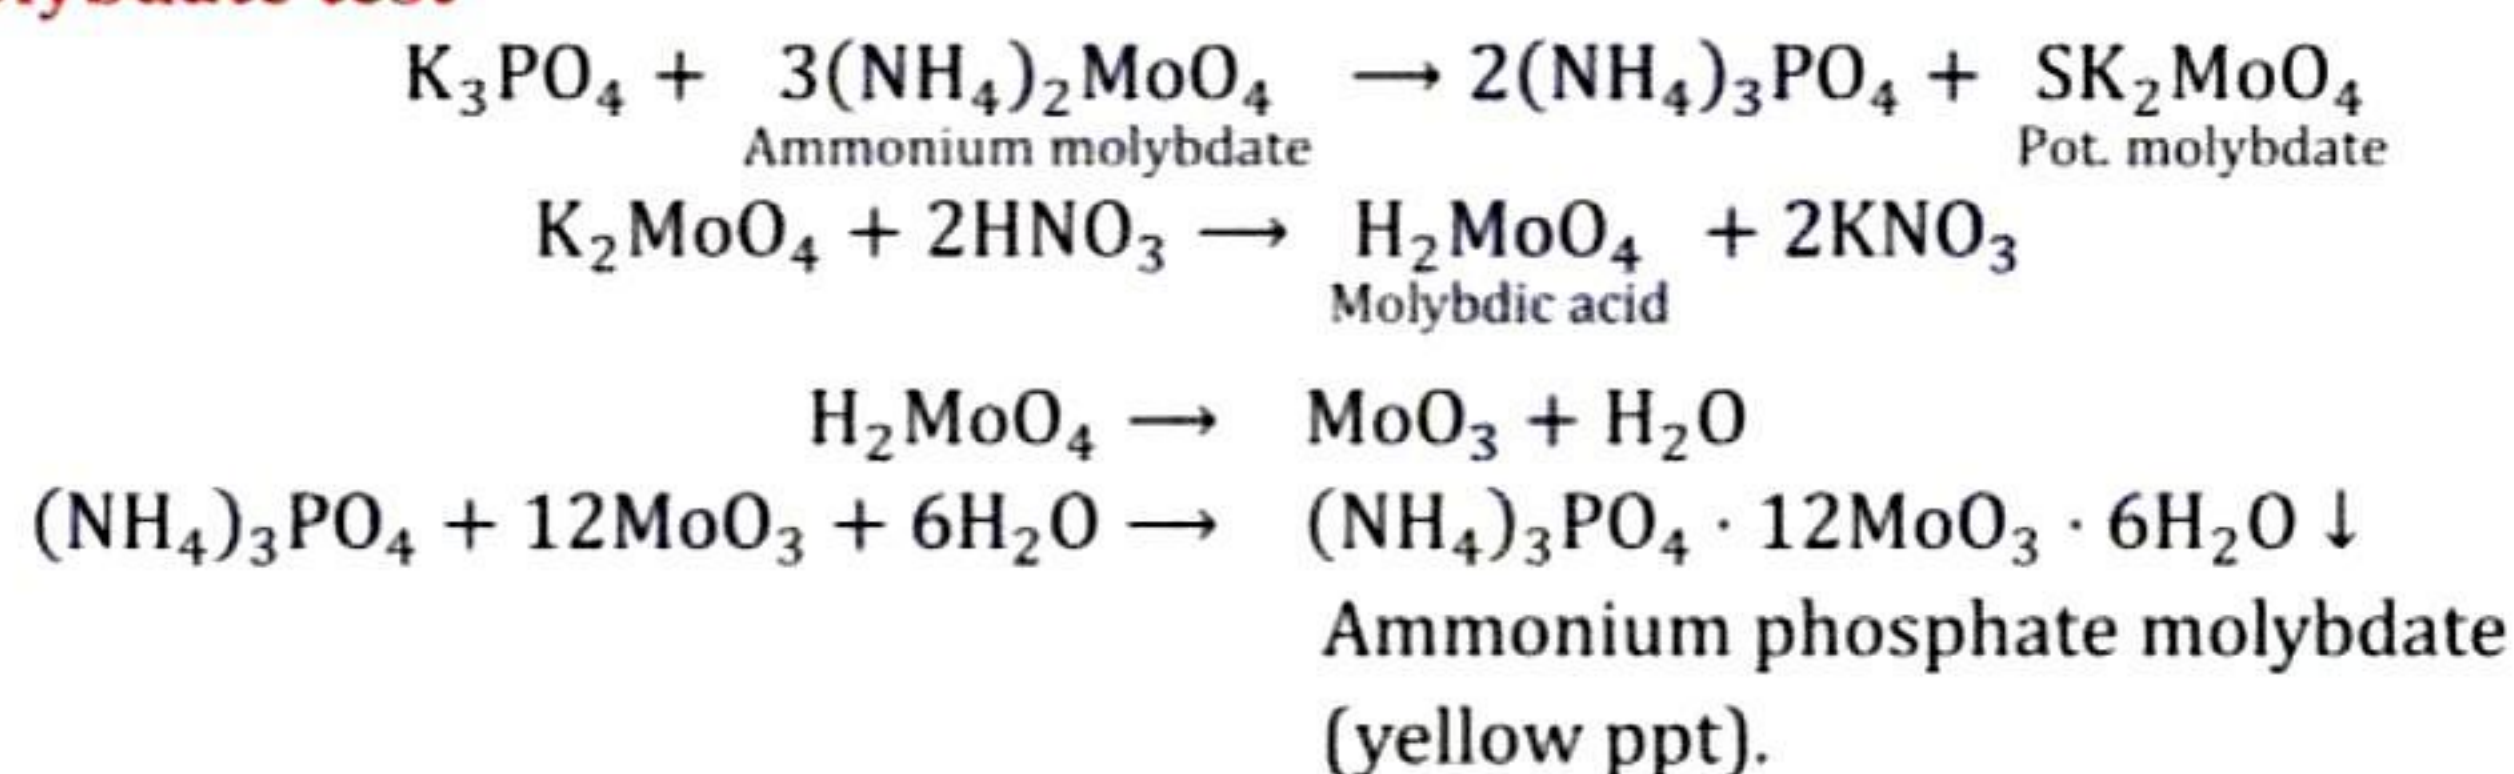 test
K₃PO₄ + 3(NH₄)₂MoO₄ → 2(NH₄)₃PO₄ + SK₂MoO₄
Ammonium molybdate Pot. molybdate
K₂MoO₄ + 2HNO₃ → H₂MoO₄ + 2KNO₃
Molybdic acid
H₂MoO₄ → MoO₃ + H₂O
(NH₄)₃PO₄ + 12MoO₃ + 6H₂O → (NH₄)₃PO₄ · 12MoO₃ · 6H₂O ↓
Ammonium phosphate molybdate
(yellow ppt).